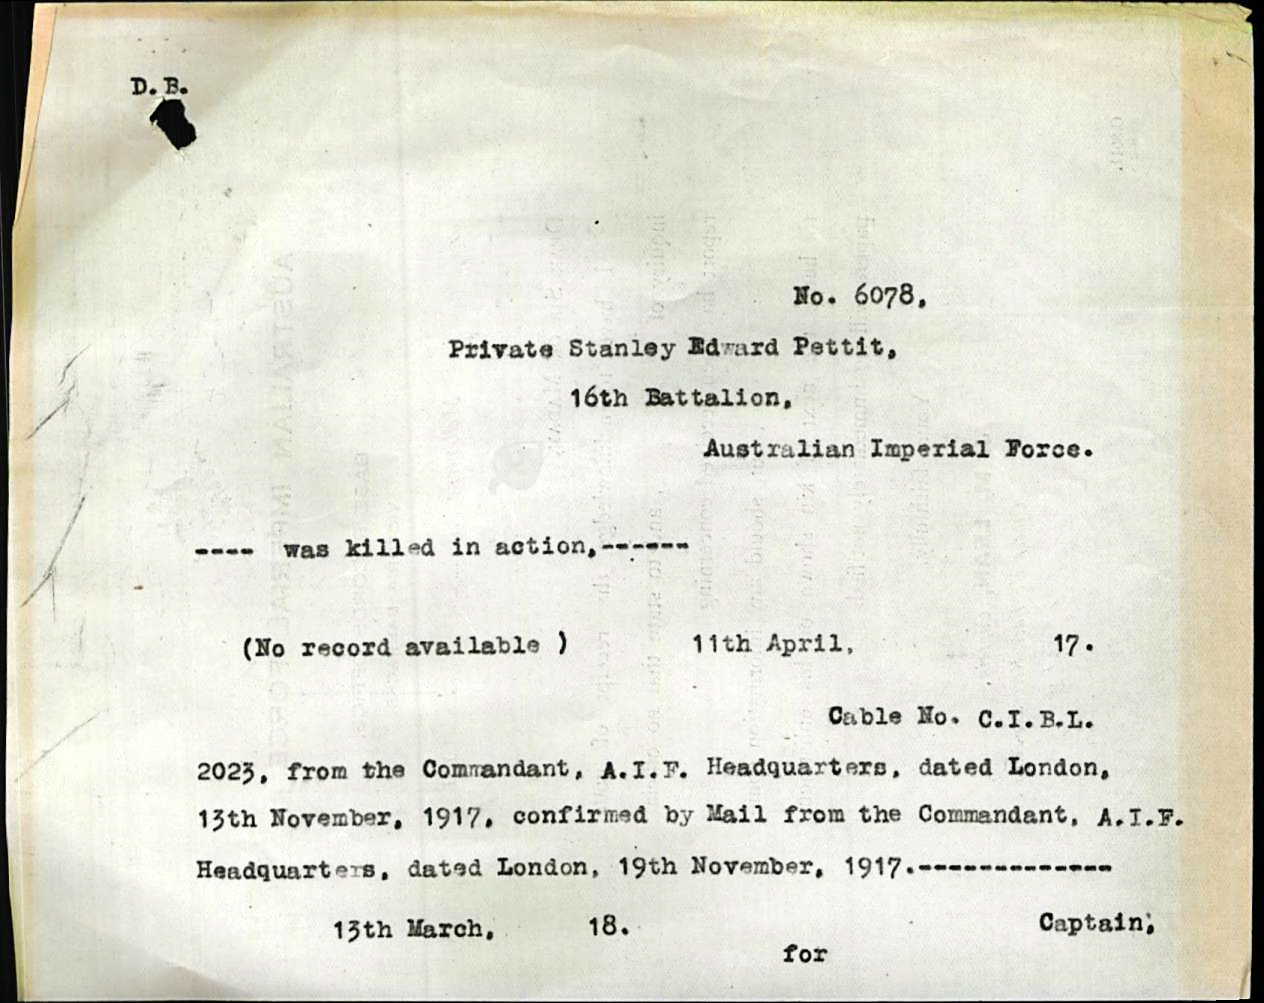 D. B.
No. 6078,
Private Stanley Edward Pettit,
16th Battalion,
Australian Imperial Force.
---- was killed in action,------
(No record available ) 11th April, 17.
Cable No. C.I.B.L.
2023, from the Commandant, A.I.F. Headquarters, dated London,
13th November, 1917, confirmed by Mail from the Commandant, A.I.F.
Headquarters, dated London, 19th November, 1917.-------------
13th March, 18. Captain,
for